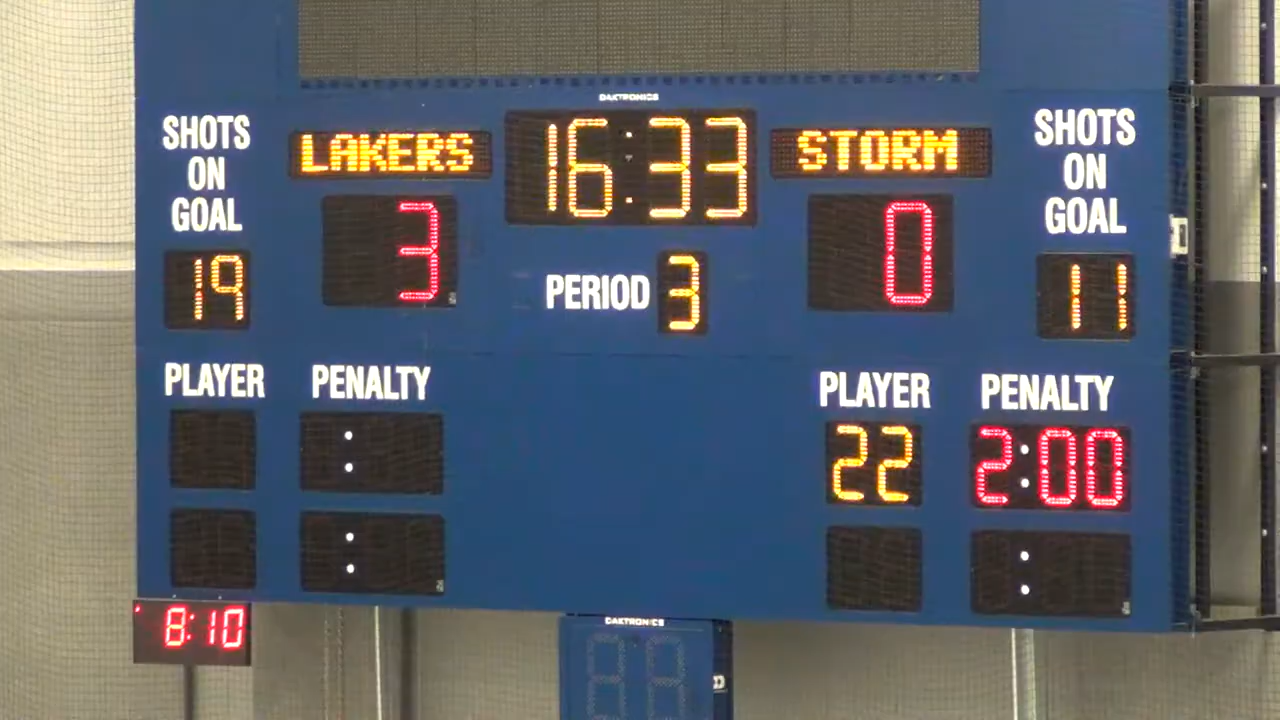 DAKTRONICS
SHOTS
ON
GOAL
LAKERS
16:33
STORM
SHOTS
ON
GOAL
19
3
PERIOD 3
0
11
PLAYER
PENALTY
PLAYER
PENALTY
:
22
2:00
:
:
8:10
DAKTRONICS